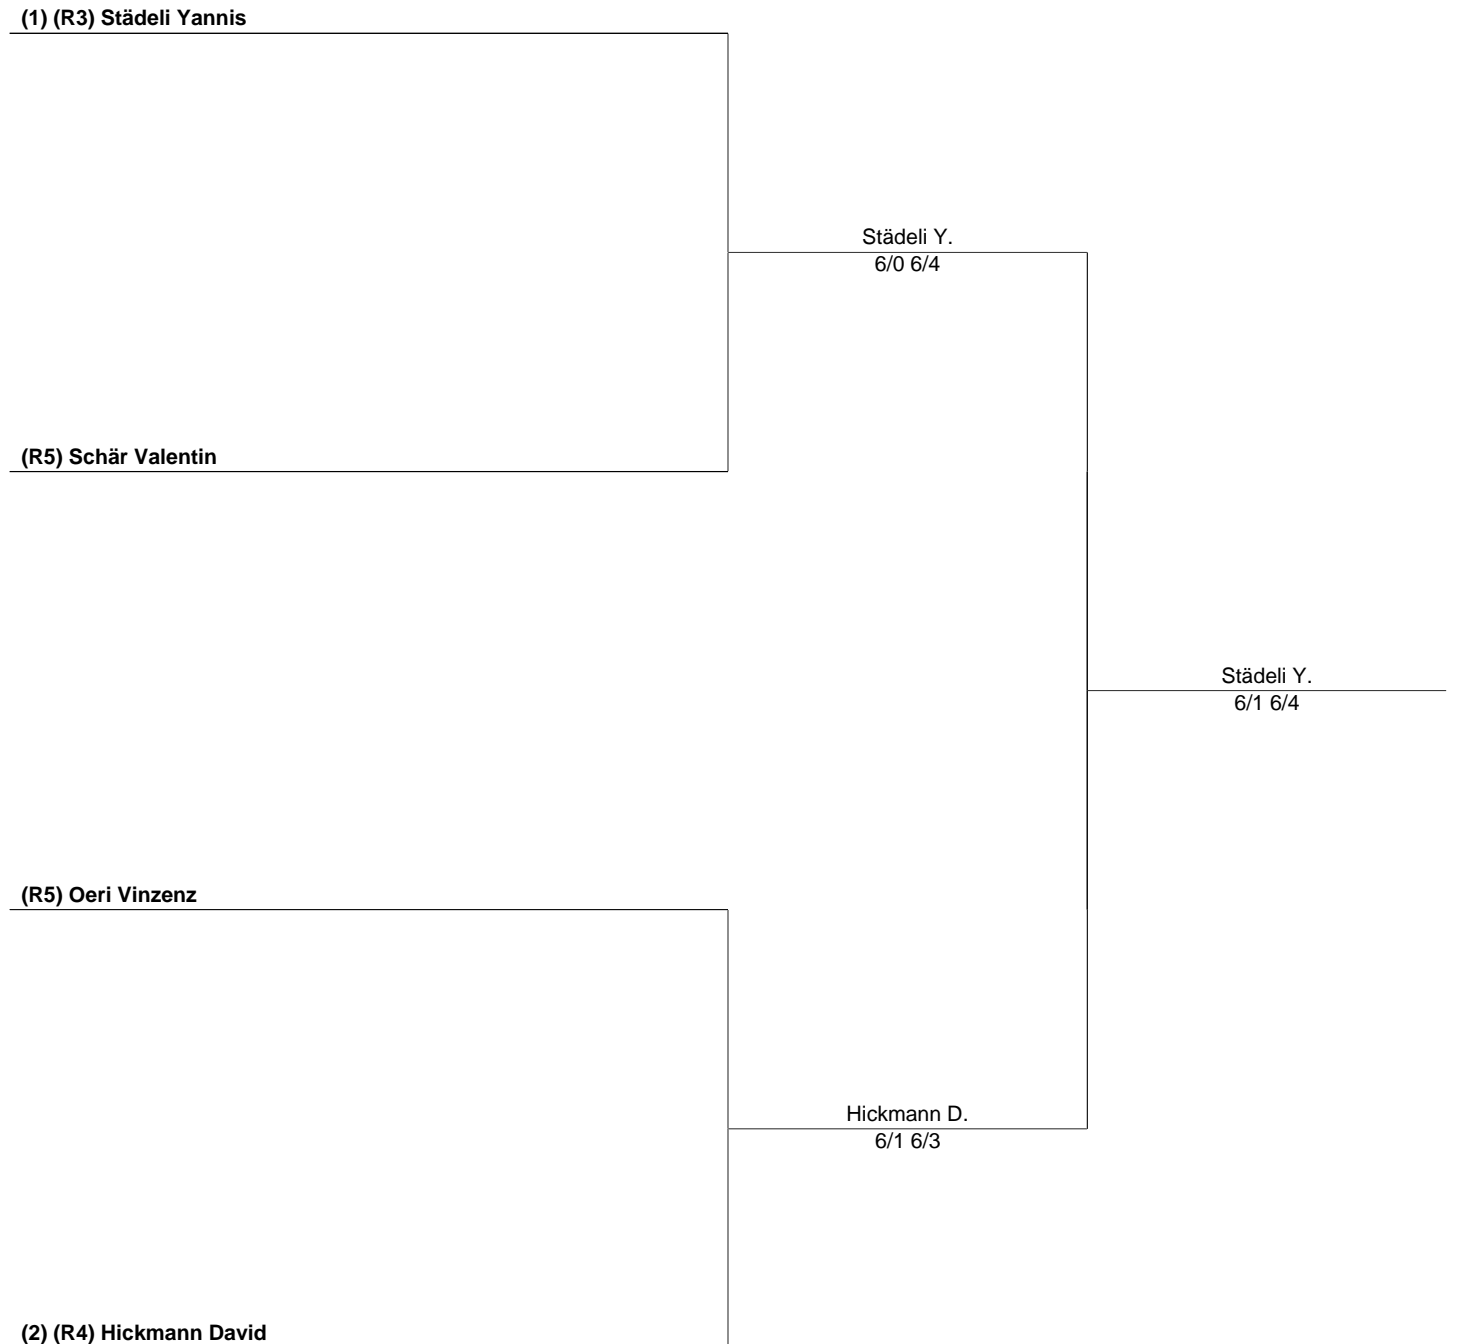 (1) (R3) Städeli Yannis
Städeli Y.
6/0 6/4
(R5) Schär Valentin
Städeli Y.
6/1 6/4
(R5) Oeri Vinzenz
Hickmann D.
6/1 6/3
(2) (R4) Hickmann David